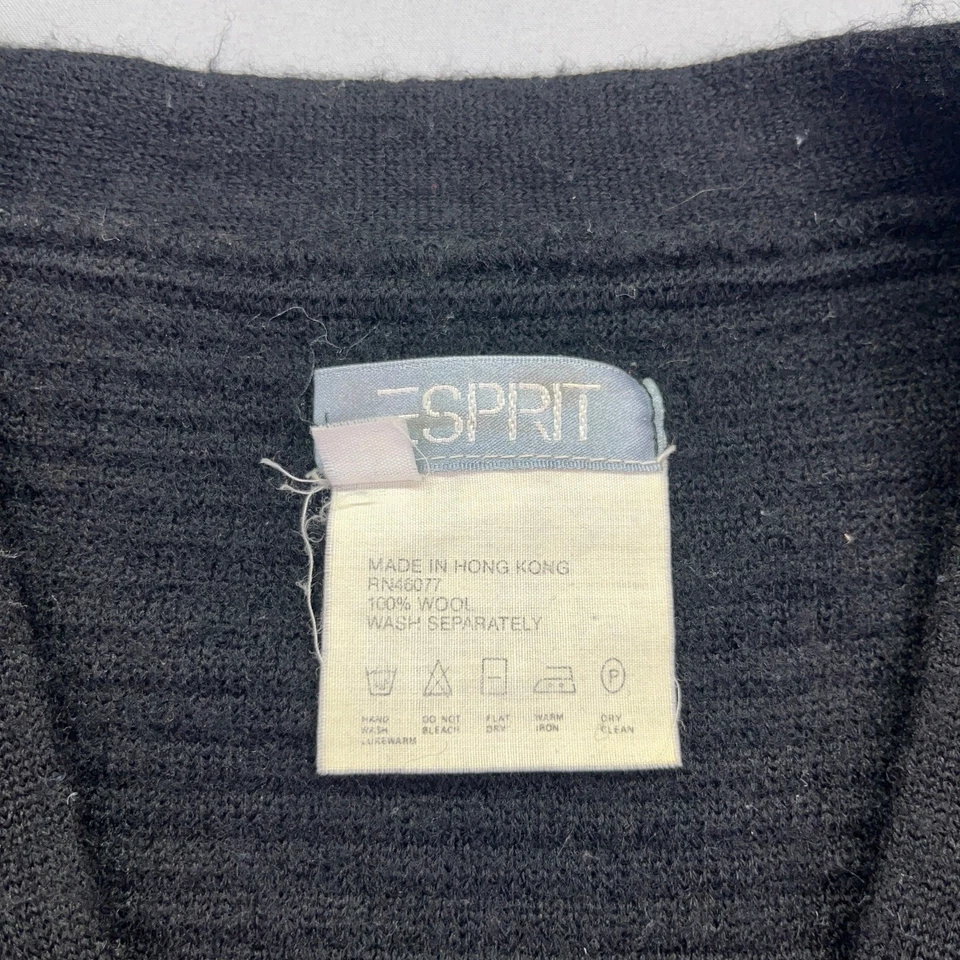 ESPRIT
MADE IN HONG KONG
RN46077
100% WOOL
WASH SEPARATELY
P
HAND WASH LUKEWARM
DO NOT BLEACH
FLAT DRY
WARM IRON
DRY CLEAN